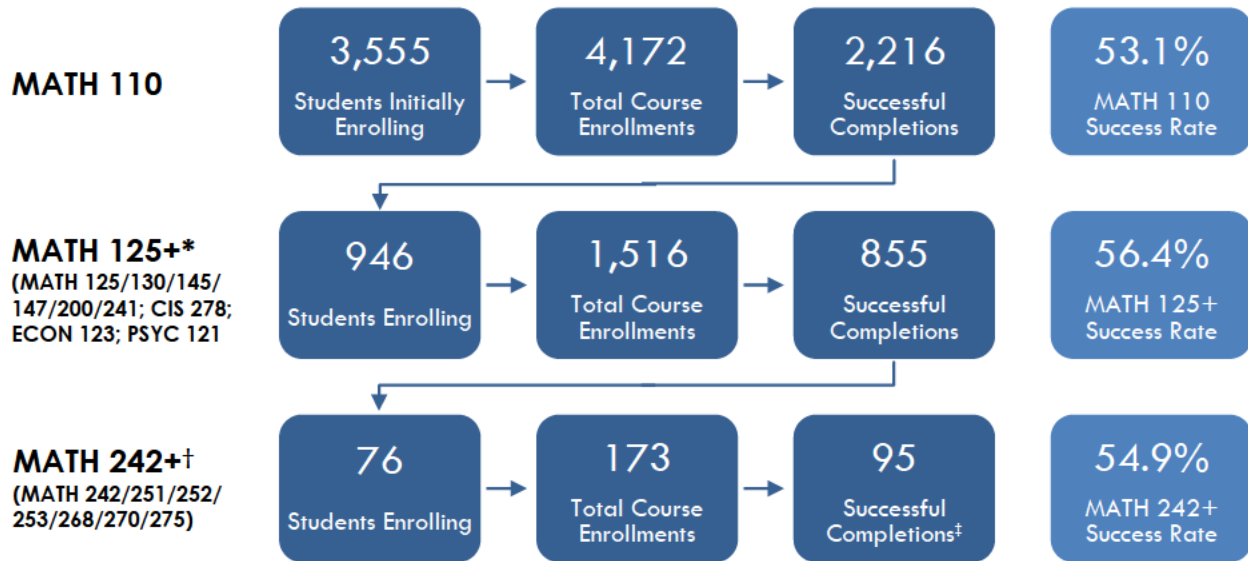 MATH 110
3,555
Students Initially
Enrolling
4,172
Total Course
Enrollments
2,216
Successful
Completions
53.1%
MATH 110
Success Rate
MATH 125+*
(MATH 125/130/145/
147/200/241; CIS 278;
ECON 123; PSYC 121
946
Students Enrolling
1,516
Total Course
Enrollments
855
Successful
Completions
56.4%
MATH 125+
Success Rate
MATH 242+†
(MATH 242/251/252/
253/268/270/275)
76
Students Enrolling
173
Total Course
Enrollments
95
Successful
Completions‡
54.9%
MATH 242+
Success Rate